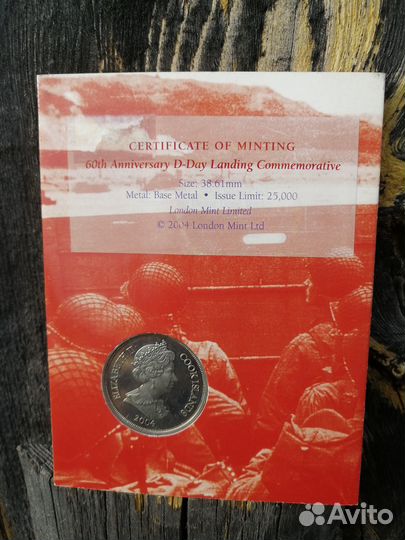 CERTIFICATE OF MINTING
60th Anniversary D-Day Landing Commemorative
Size: 38.61mm
Metal: Base Metal • Issue Limit: 25,000
London Mint Limited
© 2004 London Mint Ltd
ELIZABETH II COOK ISLANDS
2004
Avito